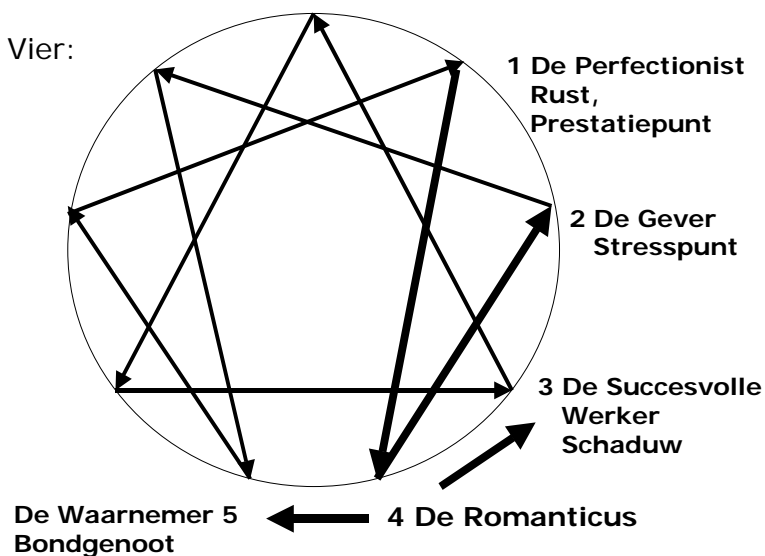 Vier:
1 De Perfectionist
Rust,
Prestatiepunt
2 De Gever
Stresspunt
3 De Succesvolle
Werker
Schaduw
De Waarnemer 5
Bondgenoot
4 De Romanticus